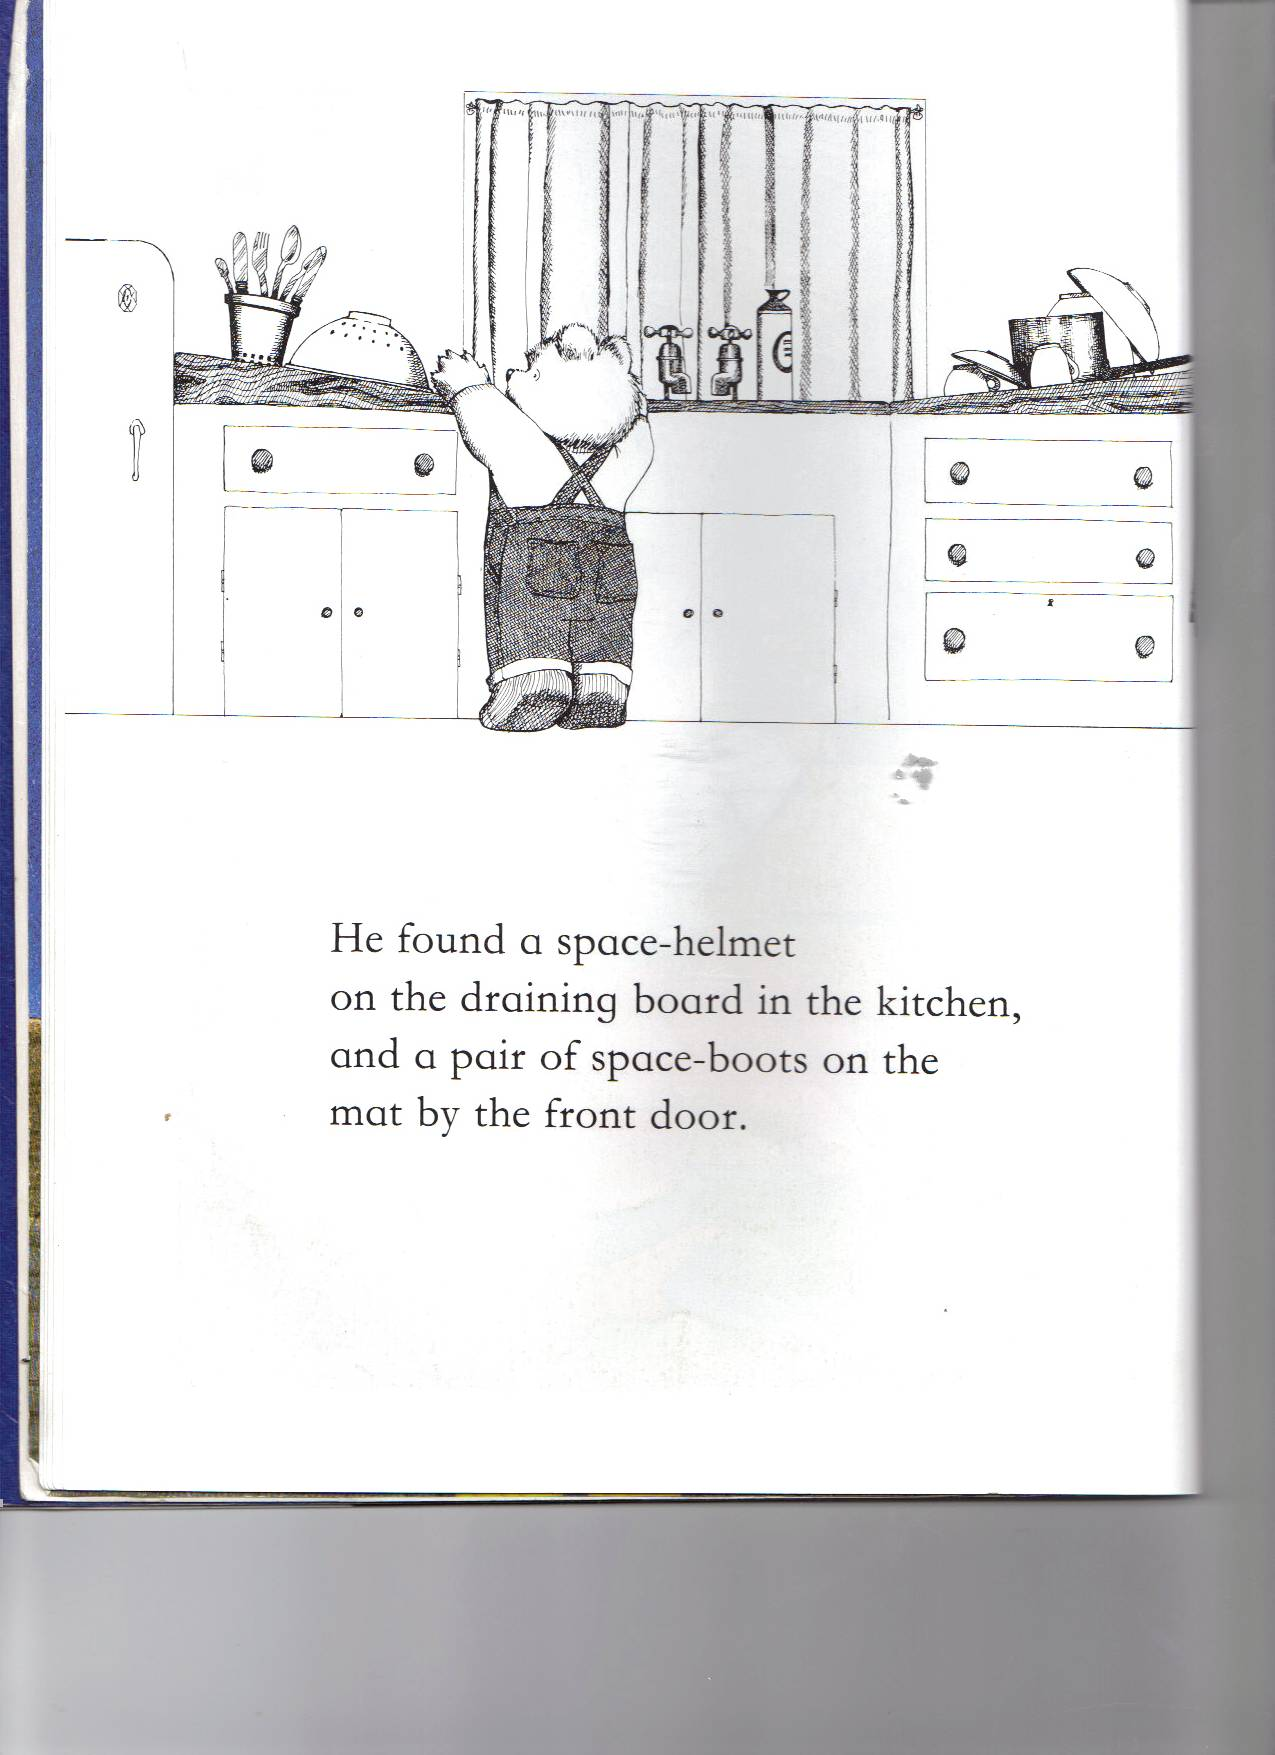 He found a space-helmet
on the draining board in the kitchen,
and a pair of space-boots on the
mat by the front door.